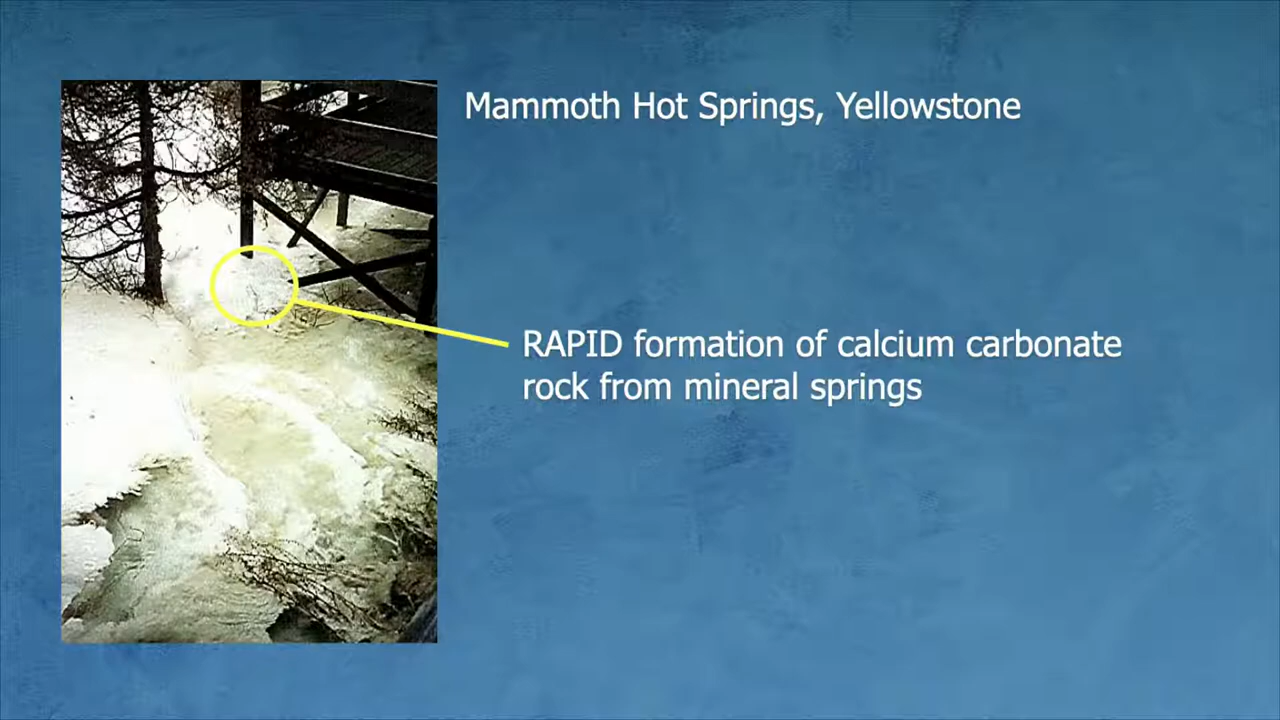 Mammoth Hot Springs, Yellowstone
RAPID formation of calcium carbonate
rock from mineral springs